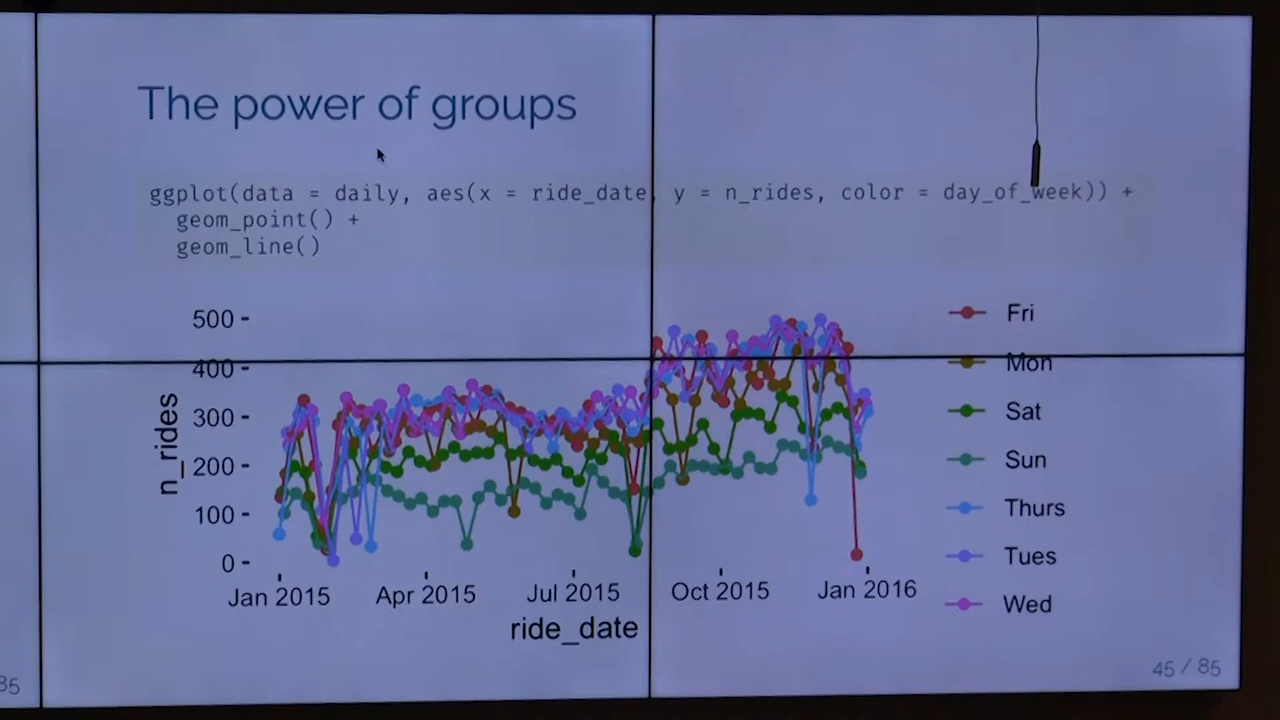 The power of groups
ggplot(data = daily, aes(x = ride_date, y = n_rides, color = day_of_week)) +
geom_point() +
geom_line()
500
400
300
200
100
0
n_rides
Jan 2015
Apr 2015
Jul 2015
Oct 2015
Jan 2016
ride_date
Fri
Mon
Sat
Sun
Thurs
Tues
Wed
45 / 85
85